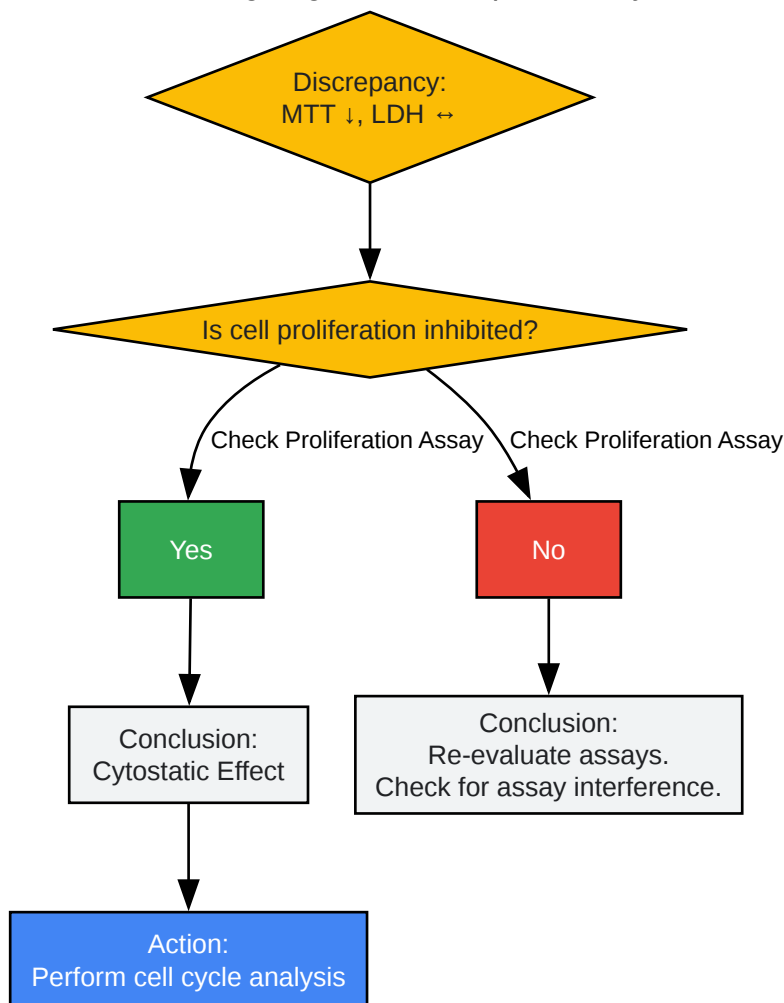 Discrepancy:
MTT ↓, LDH ↔
Is cell proliferation inhibited?
Check Proliferation Assay
Check Proliferation Assay
Yes
No
Conclusion:
Cytostatic Effect
Conclusion:
Re-evaluate assays.
Check for assay interference.
Action:
Perform cell cycle analysis